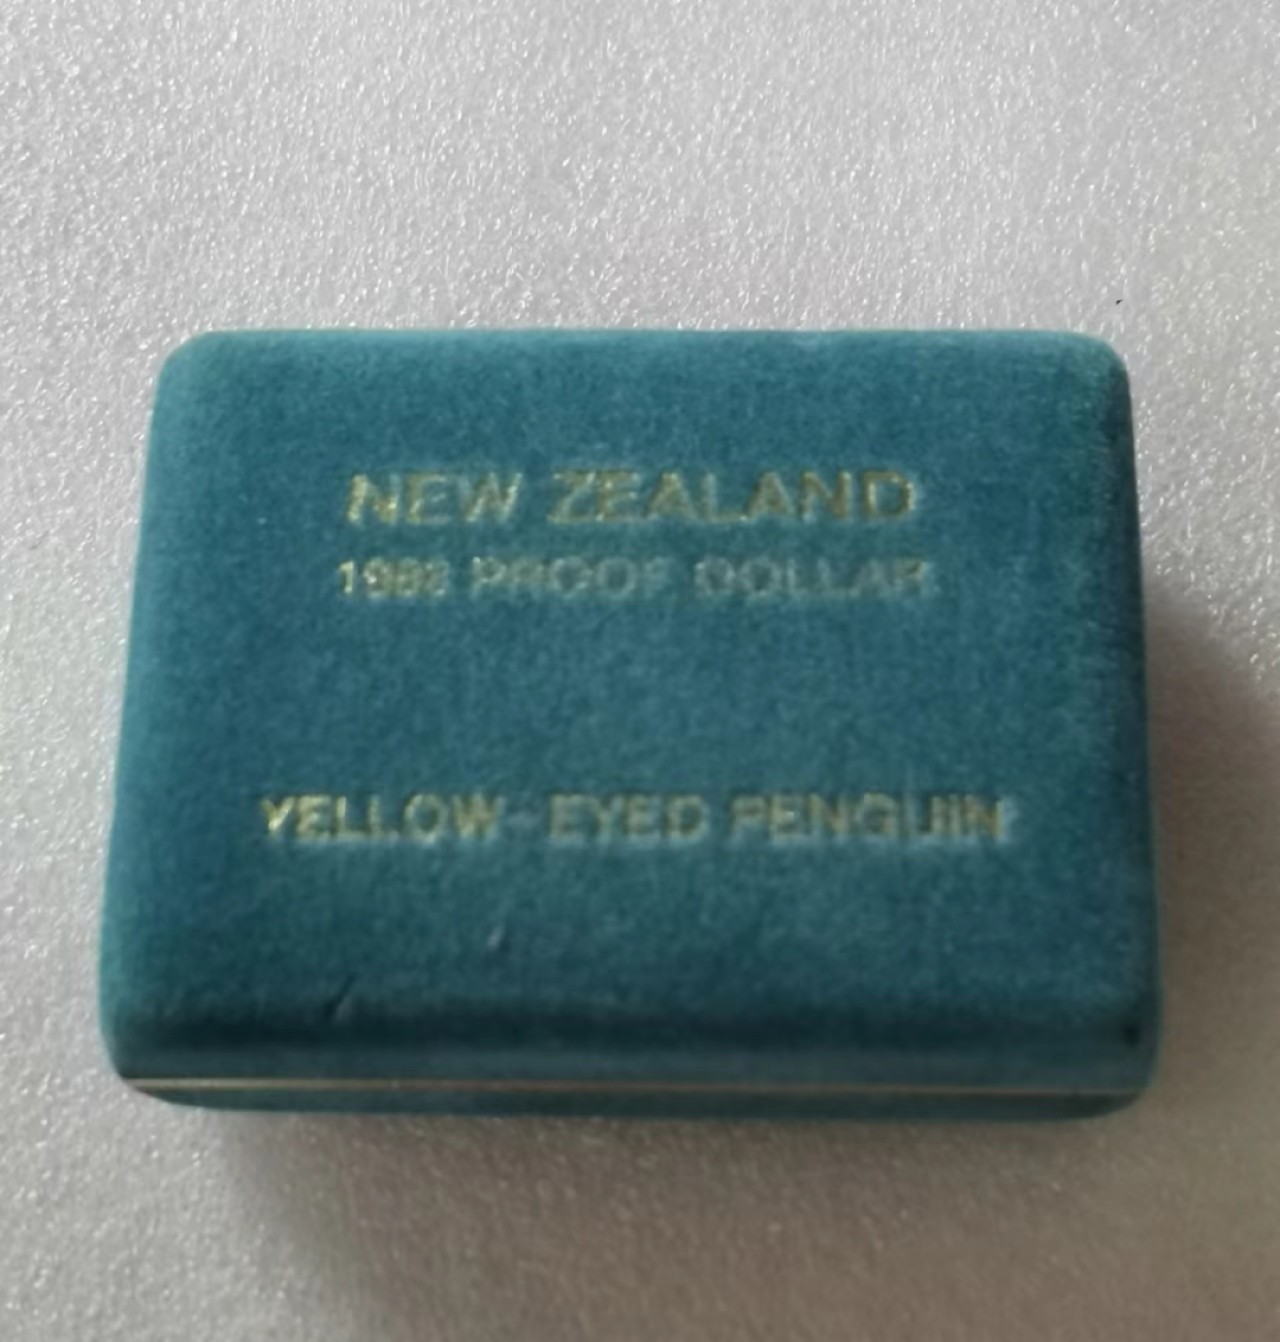 NEW ZEALAND
1988 PROOF DOLLAR
YELLOW-EYED PENGUIN